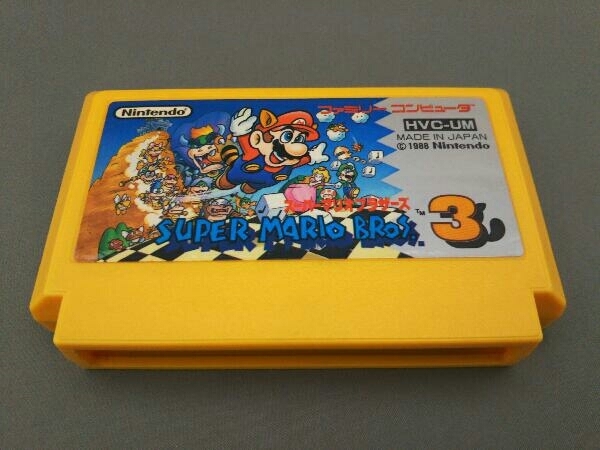 Nintendo
ファミリー コンピュータ
HVC-UM
MADE IN JAPAN
© 1988 Nintendo
スーパーマリオブラザーズ
SUPER MARIO BROS. 3
TM